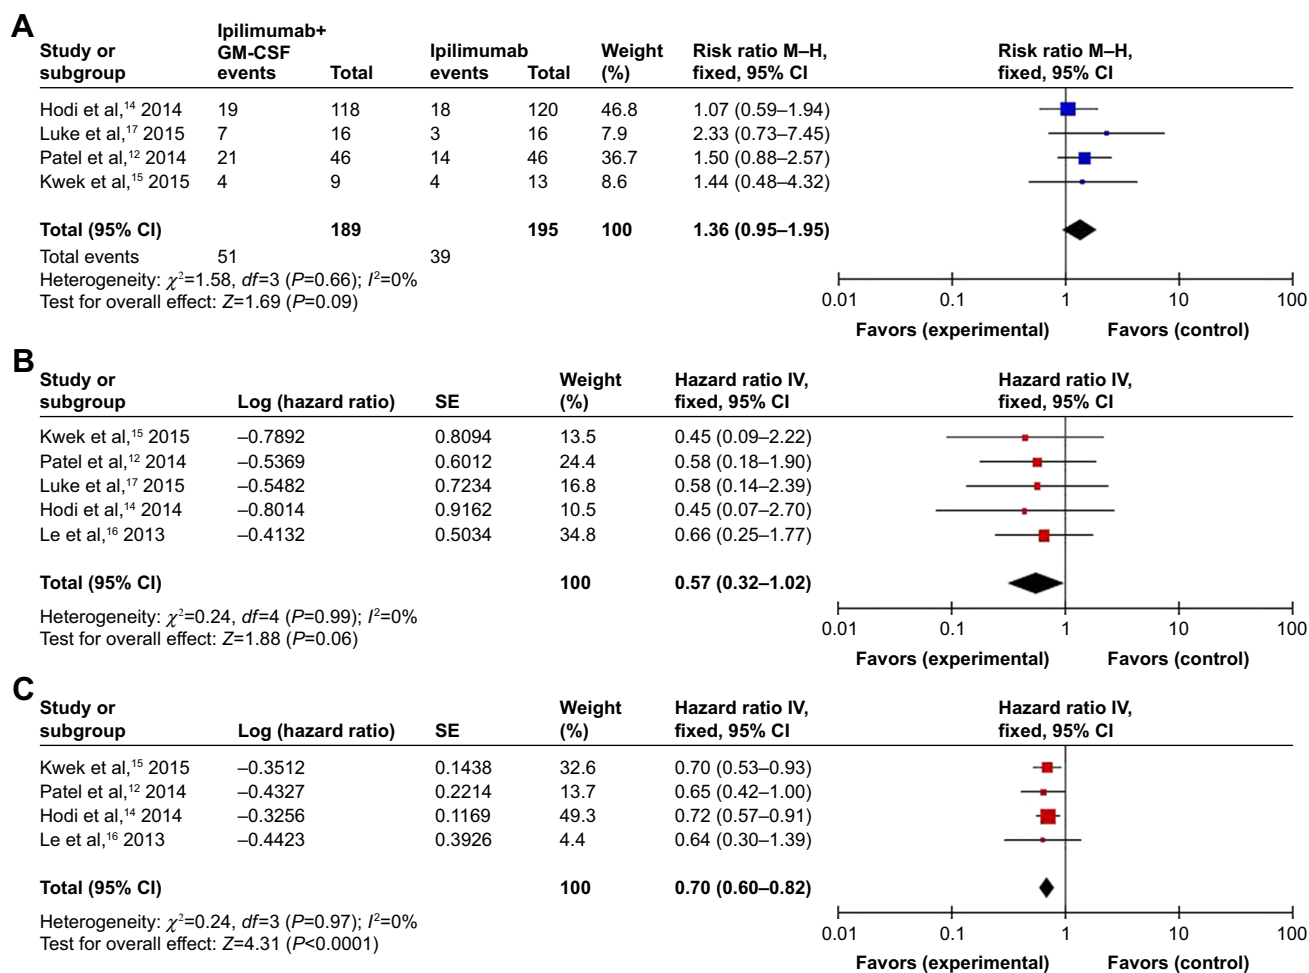 A
Study or subgroup Ipilimumab+ GM-CSF events Total Ipilimumab events Total Weight (%) Risk ratio M–H, fixed, 95% CI Risk ratio M–H, fixed, 95% CI
Hodi et al,14 2014 19 118 18 120 46.8 1.07 (0.59–1.94)
Luke et al,17 2015 7 16 3 16 7.9 2.33 (0.73–7.45)
Patel et al,12 2014 21 46 14 46 36.7 1.50 (0.88–2.57)
Kwek et al,15 2015 4 9 4 13 8.6 1.44 (0.48–4.32)
Total (95% CI) 189 195 100 1.36 (0.95–1.95)
Total events 51 39
Heterogeneity: χ²=1.58, df=3 (P=0.66); I²=0%
Test for overall effect: Z=1.69 (P=0.09)
0.01 0.1 1 10 100
Favors (experimental) Favors (control)
B
Study or subgroup Log (hazard ratio) SE Weight (%) Hazard ratio IV, fixed, 95% CI Hazard ratio IV, fixed, 95% CI
Kwek et al,15 2015 –0.7892 0.8094 13.5 0.45 (0.09–2.22)
Patel et al,12 2014 –0.5369 0.6012 24.4 0.58 (0.18–1.90)
Luke et al,17 2015 –0.5482 0.7234 16.8 0.58 (0.14–2.39)
Hodi et al,14 2014 –0.8014 0.9162 10.5 0.45 (0.07–2.70)
Le et al,16 2013 –0.4132 0.5034 34.8 0.66 (0.25–1.77)
Total (95% CI) 100 0.57 (0.32–1.02)
Heterogeneity: χ²=0.24, df=4 (P=0.99); I²=0%
Test for overall effect: Z=1.88 (P=0.06)
0.01 0.1 1 10 100
Favors (experimental) Favors (control)
C
Study or subgroup Log (hazard ratio) SE Weight (%) Hazard ratio IV, fixed, 95% CI Hazard ratio IV, fixed, 95% CI
Kwek et al,15 2015 –0.3512 0.1438 32.6 0.70 (0.53–0.93)
Patel et al,12 2014 –0.4327 0.2214 13.7 0.65 (0.42–1.00)
Hodi et al,14 2014 –0.3256 0.1169 49.3 0.72 (0.57–0.91)
Le et al,16 2013 –0.4423 0.3926 4.4 0.64 (0.30–1.39)
Total (95% CI) 100 0.70 (0.60–0.82)
Heterogeneity: χ²=0.24, df=3 (P=0.97); I²=0%
Test for overall effect: Z=4.31 (P<0.0001)
0.01 0.1 1 10 100
Favors (experimental) Favors (control)